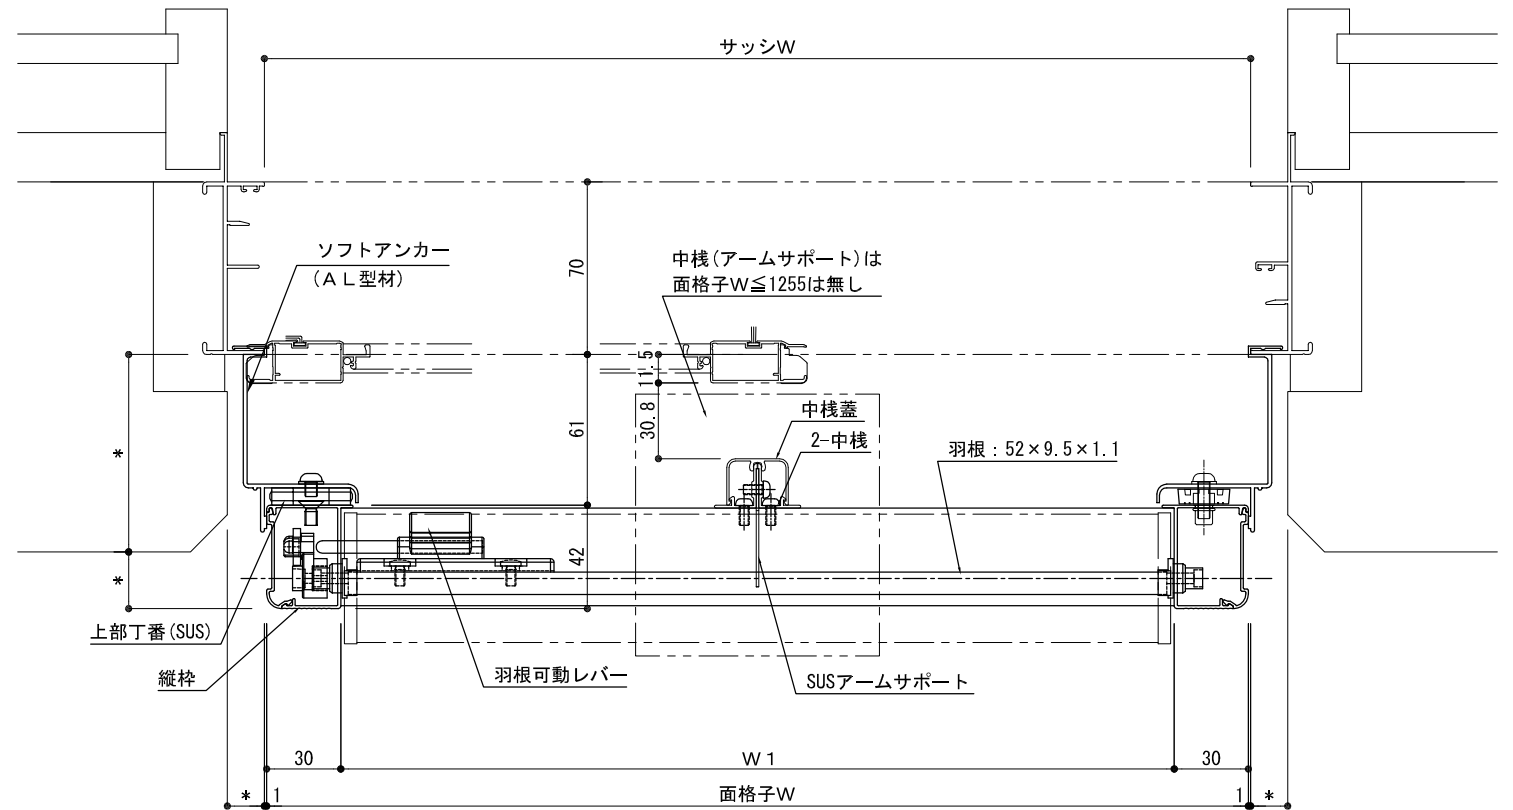 サッシW
ソフトアンカー
(AL型材)
70
中桟(アームサポート)は
面格子W≦1255は無し
11.5
30.8
61
中桟蓋
2-中桟
羽根：52×9.5×1.1
*
42
*
上部丁番(SUS)
縦枠
羽根可動レバー
SUSアームサポート
30
W1
30
*
1
面格子W
1
*